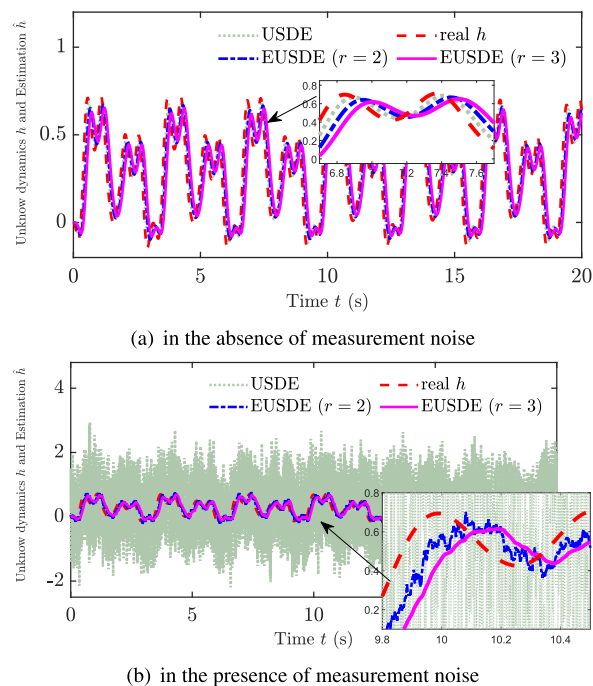 USDE
real h
EUSDE (r = 2)
EUSDE (r = 3)
Unknow dynamics h and Estimation ĥ
1
0.5
0
0.8
0.6
0.4
0.2
0
6.8
7.2
7.4
7.6
0
5
10
15
20
Time t (s)
(a) in the absence of measurement noise
USDE
real h
EUSDE (r = 2)
EUSDE (r = 3)
Unknow dynamics h and Estimation ĥ
4
2
0
-2
0.8
0.6
0.4
0.2
9.8
10
10.2
10.4
0
5
10
Time t (s)
(b) in the presence of measurement noise